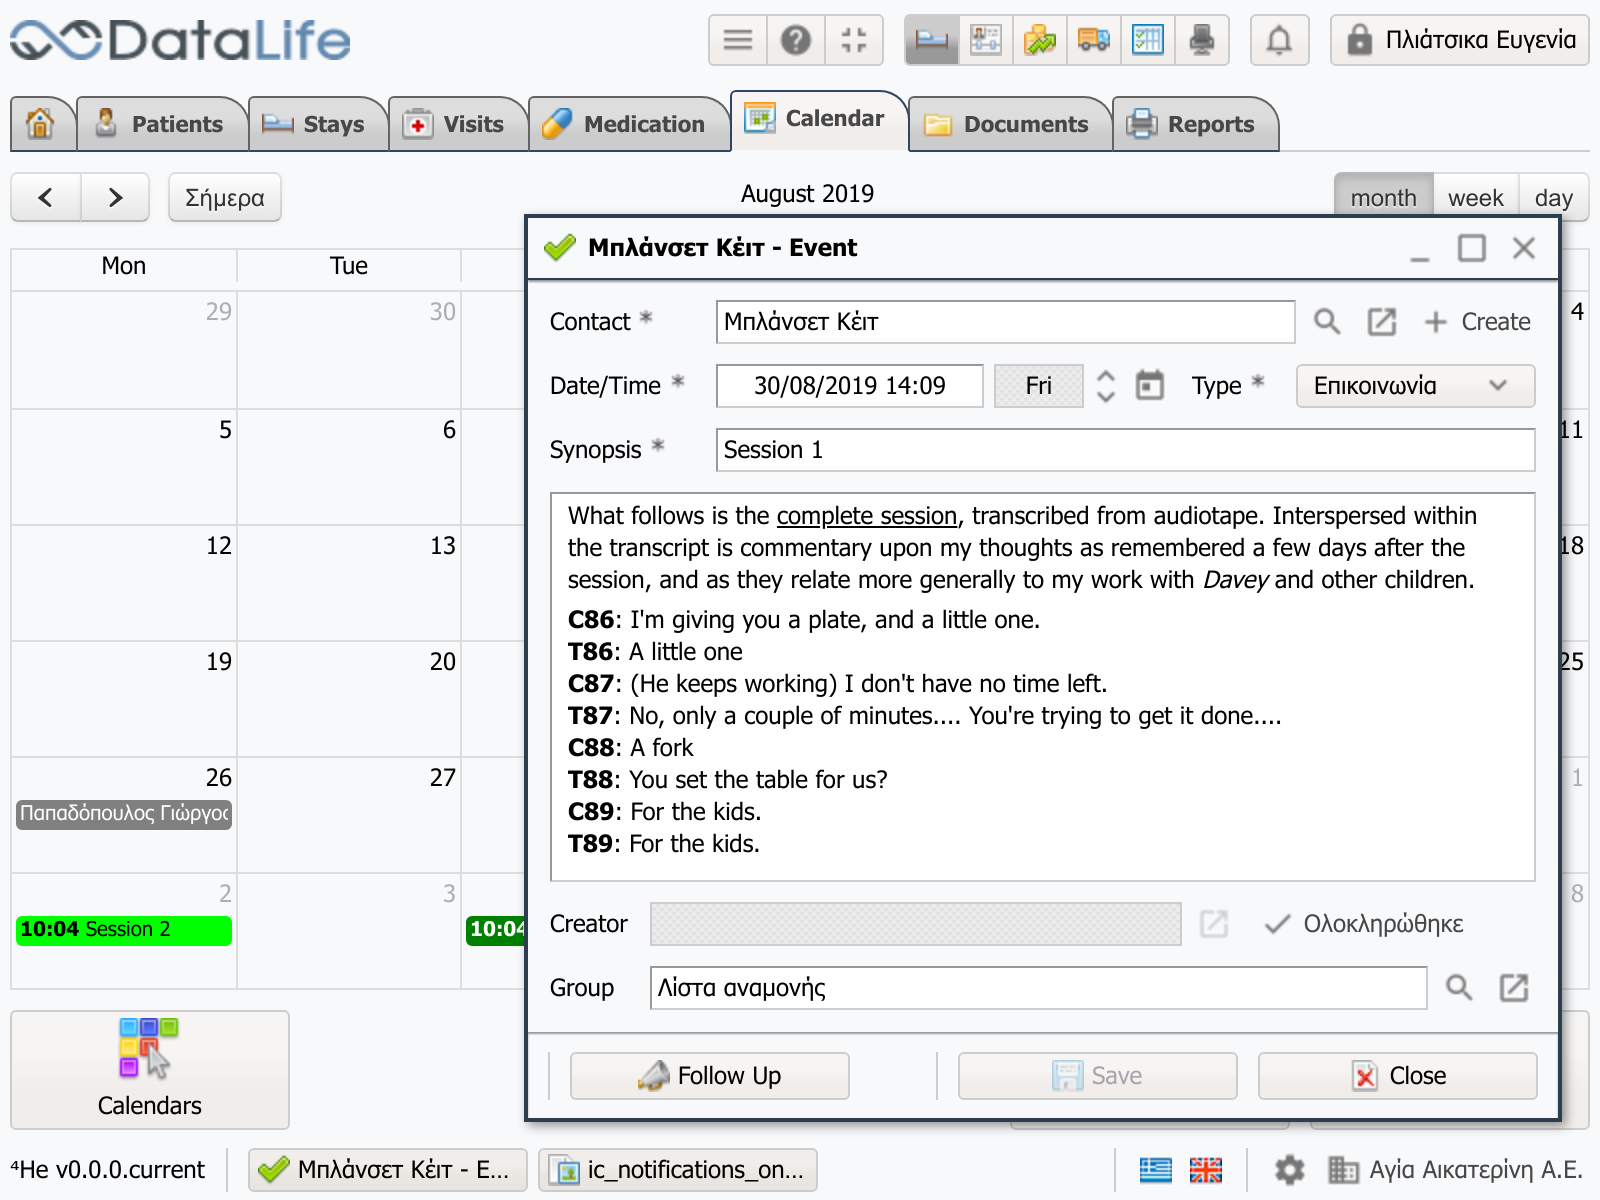 DataLife
Πλιάτσικα Ευγενία
Patients
Stays
Visits
Medication
Calendar
Documents
Reports
Σήμερα
August 2019
month
week
day
Mon
Tue
29
30
4
5
6
11
12
13
18
19
20
25
26
27
1
Παπαδόπουλος Γιώργος
2
3
8
10:04 Session 2
10:04
Μπλάνσετ Κέιτ - Event
Contact *
Μπλάνσετ Κέιτ
+ Create
Date/Time *
30/08/2019 14:09
Fri
Type *
Επικοινωνία
Synopsis *
Session 1
What follows is the complete session, transcribed from audiotape. Interspersed within
the transcript is commentary upon my thoughts as remembered a few days after the
session, and as they relate more generally to my work with Davey and other children.
C86: I'm giving you a plate, and a little one.
T86: A little one
C87: (He keeps working) I don't have no time left.
T87: No, only a couple of minutes.... You're trying to get it done....
C88: A fork
T88: You set the table for us?
C89: For the kids.
T89: For the kids.
Creator
Ολοκληρώθηκε
Group
Λίστα αναμονής
Follow Up
Save
Close
Calendars
⁴He v0.0.0.current
Μπλάνσετ Κέιτ - E...
ic_notifications_on...
Αγία Αικατερίνη Α.Ε.